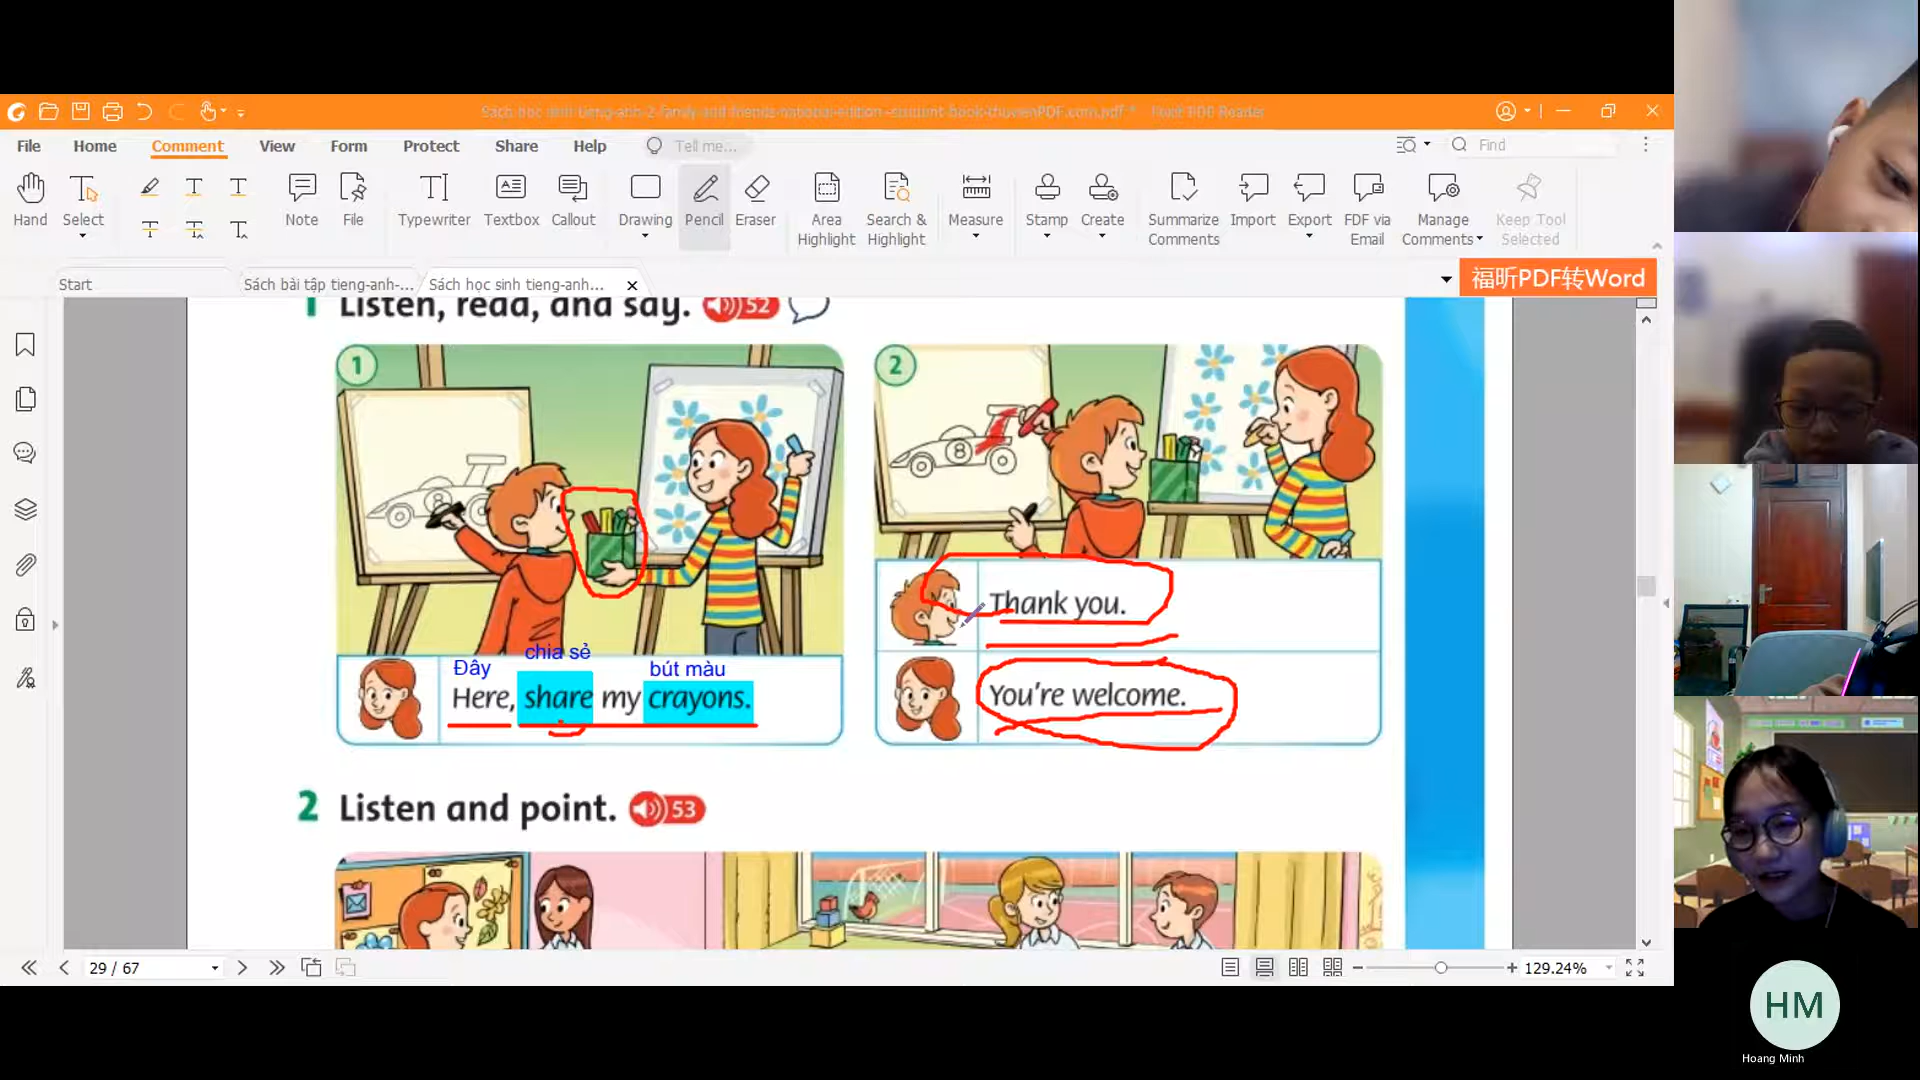 File Home Comment View Form Protect Share Help Tell me... Find
Hand Select Note File Typewriter Textbox Callout Drawing Pencil Eraser Area Highlight Search & Highlight Measure Stamp Create Summarize Comments Import Export FDF via Email Manage Comments Keep Tool Selected
Start Sách bài tập tieng-anh-... Sách học sinh tieng-anh... 福昕PDF转Word
1 Listen, read, and say. 52
1
2
8
8
Thank you.
chia sẻ
Đây bút màu
Here, share my crayons.
You're welcome.
2 Listen and point. 53
29 / 67 129.24%
HM
Hoang Minh